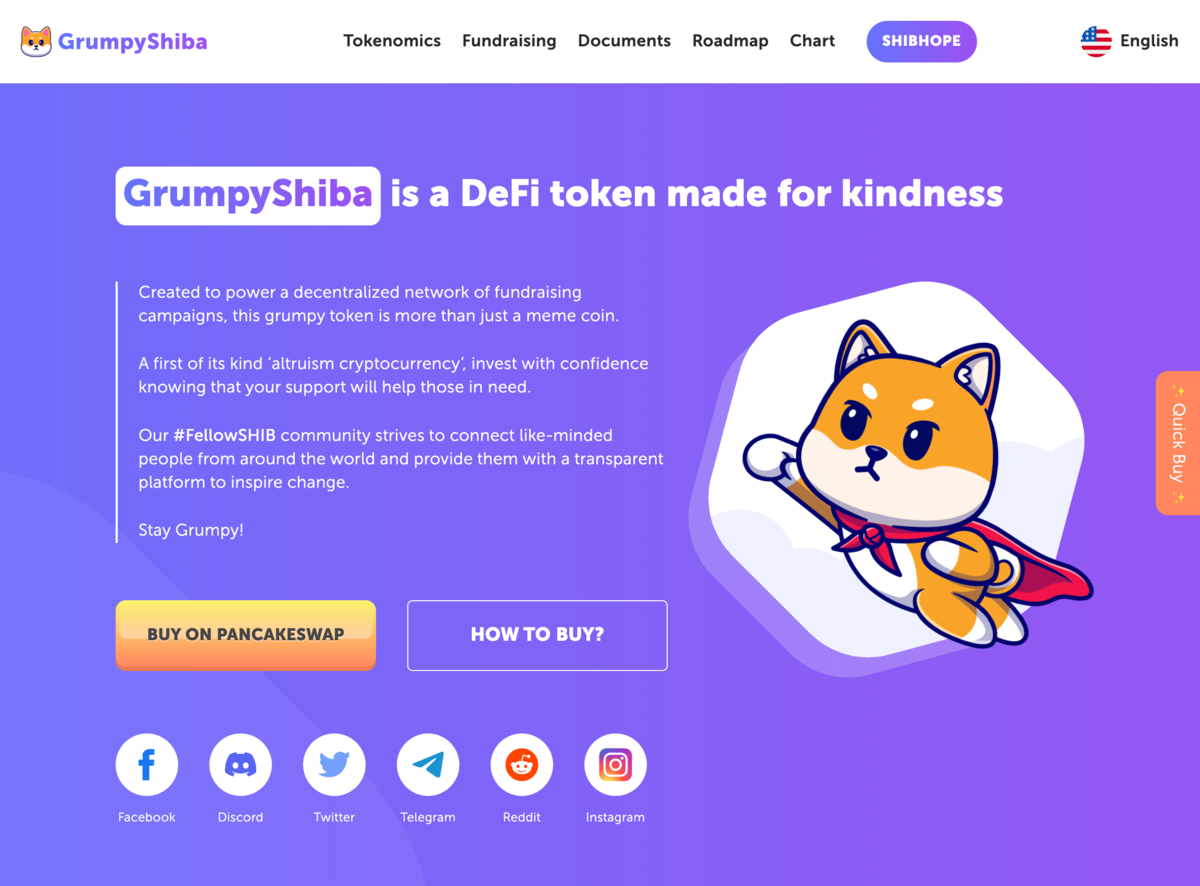 GrumpyShiba
Tokenomics
Fundraising
Documents
Roadmap
Chart
SHIBHOPE
English
GrumpyShiba is a DeFi token made for kindness
Created to power a decentralized network of fundraising
campaigns, this grumpy token is more than just a meme coin.
A first of its kind ‘altruism cryptocurrency’, invest with confidence
knowing that your support will help those in need.
Our #FellowSHIB community strives to connect like-minded
people from around the world and provide them with a transparent
platform to inspire change.
Stay Grumpy!
BUY ON PANCAKESWAP
HOW TO BUY?
✨ Quick Buy ✨
Facebook
Discord
Twitter
Telegram
Reddit
Instagram